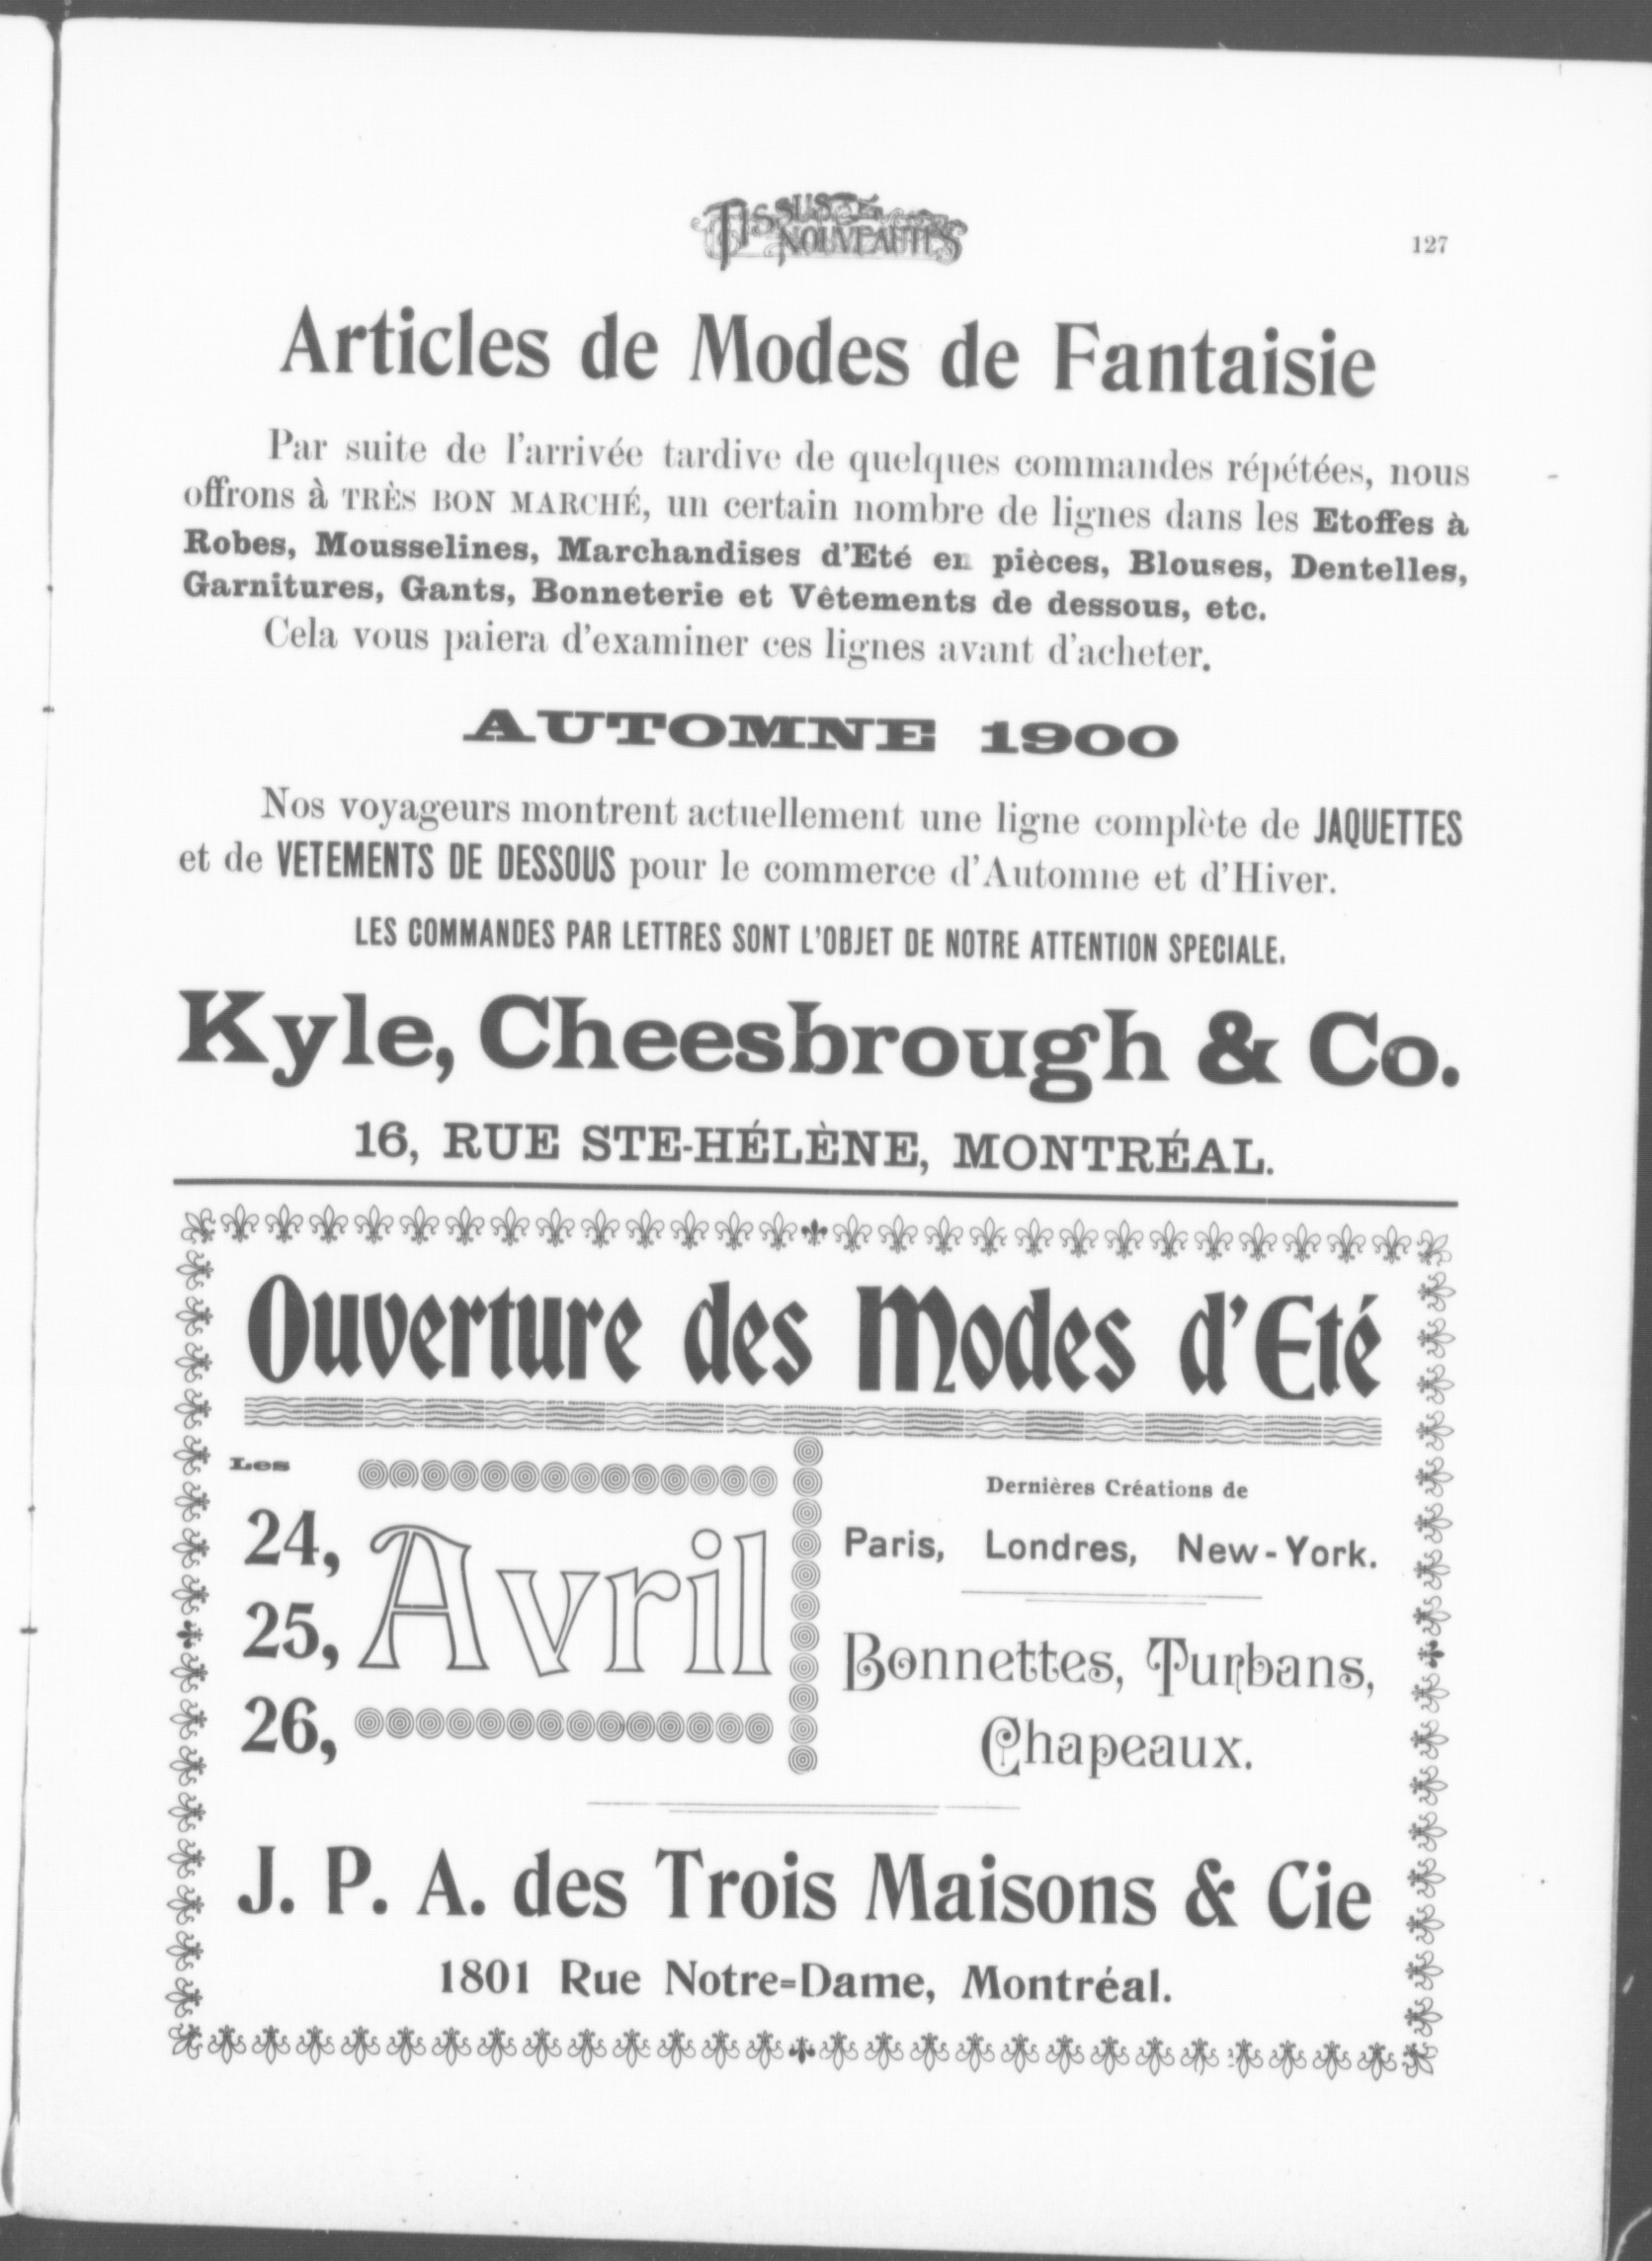 TISSUS ET
NOUVEAUTES
127
Articles de Modes de Fantaisie
Par suite de l'arrivée tardive de quelques commandes répétées, nous
offrons à TRÈS BON MARCHÉ, un certain nombre de lignes dans les Etoffes à
Robes, Mousselines, Marchandises d'Eté en pièces, Blouses, Dentelles,
Garnitures, Gants, Bonneterie et Vêtements de dessous, etc.
Cela vous paiera d'examiner ces lignes avant d'acheter.
AUTOMNE 1900
Nos voyageurs montrent actuellement une ligne complète de JAQUETTES
et de VETEMENTS DE DESSOUS pour le commerce d'Automne et d'Hiver.
LES COMMANDES PAR LETTRES SONT L'OBJET DE NOTRE ATTENTION SPECIALE.
Kyle, Cheesbrough & Co.
16, RUE STE-HÉLÈNE, MONTRÉAL.
Ouverture des Modes d'Eté
Les
24,
25,
26,
Avril
Dernières Créations de
Paris, Londres, New-York.
Bonnettes, Turbans,
Chapeaux.
J. P. A. des Trois Maisons & Cie
1801 Rue Notre-Dame, Montréal.